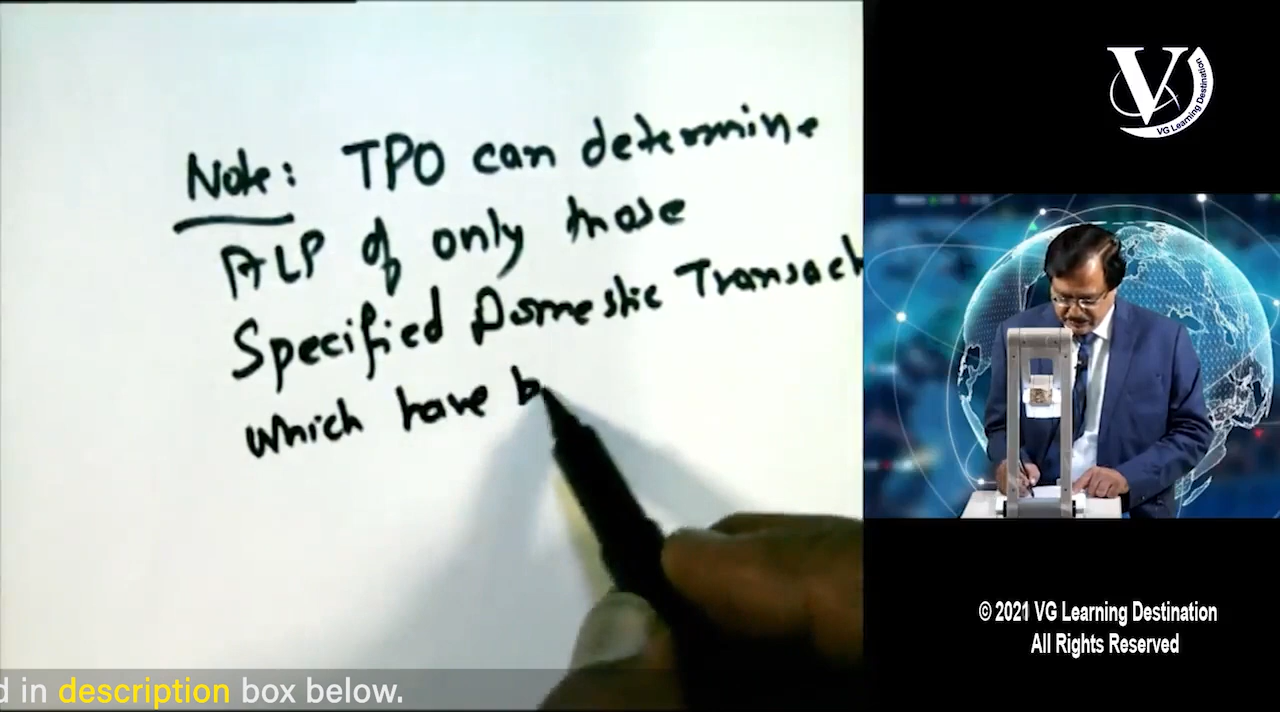 Note: TPO can determine
ALP of only those
Specified Domestic Transact
which have b
V
VG Learning Destination
© 2021 VG Learning Destination
All Rights Reserved
d in description box below.